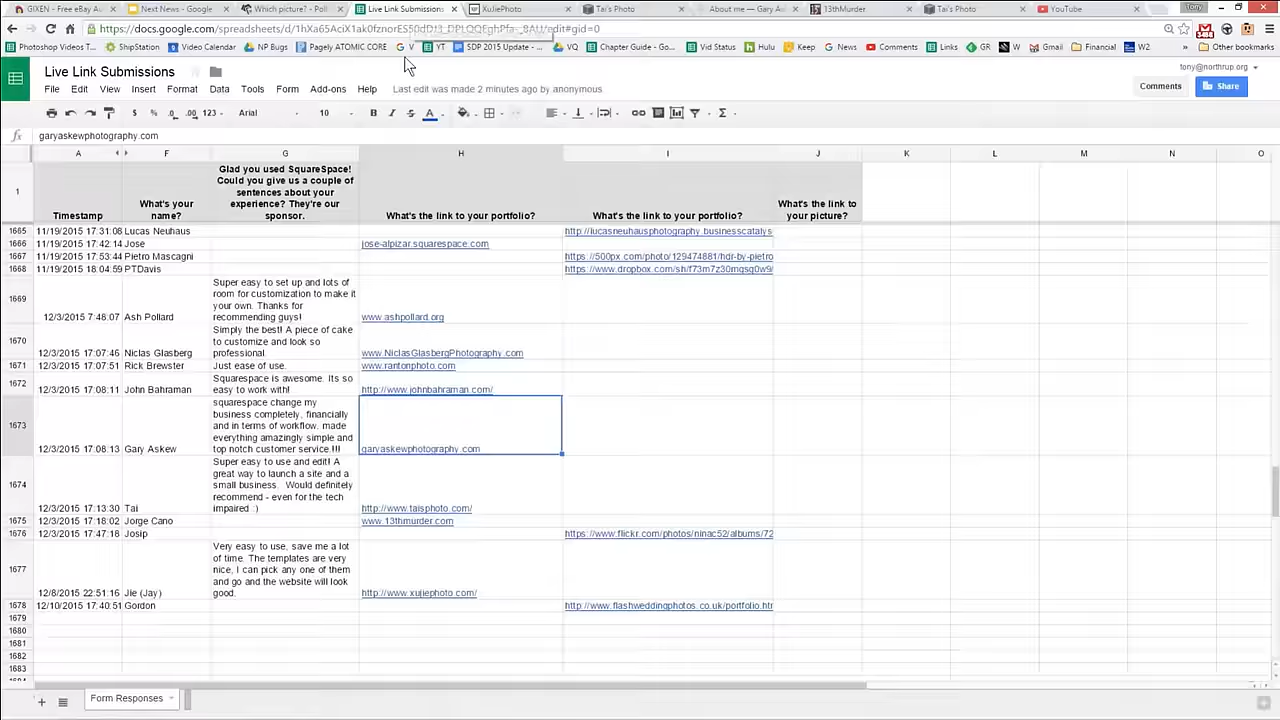 GIXEN - Free eBay Au
Next News - Google
Which picture? - Poll
Live Link Submissions
XuJiePhoto
Tai's Photo
About me — Gary As
13thMurder.
Tai's Photo
YouTube
Tony
https://docs.google.com/spreadsheets/d/
edit#gid=0
Photoshop Videos T...
ShipStation
Video Calendar
NP Bugs
Pagely ATOMIC CORE
V
YT
SDP 2015 Update - ...
VQ
Chapter Guide - Go...
Vid Status
Hulu
Keep
News
Comments
Links
GR
W
Gmail
Financial
W2
»
Other bookmarks
Live Link Submissions
tony@northrup.org
File Edit View Insert Format Data Tools Form Add-ons Help
Last edit was made 2 minutes ago by anonymous
Comments
Share
$ % .0 .00 123 Arial 10 B I S A Σ
fx garyaskewphotography.com
A F G H I J K L M N O
1
Timestamp
What's your
name?
Glad you used SquareSpace!
Could you give us a couple of
sentences about your
experience? They're our
sponsor.
What's the link to your portfolio?
What's the link to your portfolio?
What's the link to
your picture?
1665 11/19/2015 17:31:08 Lucas Neuhaus http://lucasneuhausphotography.businesscatalys
1666 11/19/2015 17:42:14 Jose jose-alpizar.squarespace.com
1667 11/19/2015 17:53:44 Pietro Mascagni https://500px.com/photo/129474881/hdr-by-pietro
1668 11/19/2015 18:04:59 PTDavis https://www.dropbox.com/sh/f73m7z30mqsg0w9/
Super easy to set up and lots of
room for customization to make it
your own. Thanks for
recommending guys!
1669 12/3/2015 7:48:07 Ash Pollard www.ashpollard.org
Simply the best! A piece of cake
to customize and look so
professional.
1670 12/3/2015 17:07:46 Niclas Glasberg www.NiclasGlasbergPhotography.com
1671 12/3/2015 17:07:51 Rick Brewster Just ease of use. www.rantonphoto.com
Squarespace is awesome. Its so
easy to work with!
1672 12/3/2015 17:08:11 John Bahraman http://www.johnbahraman.com/
squarespace change my
business completely, financially
and in terms of workflow. made
everything amazingly simple and
top notch customer service.!!!
1673 12/3/2015 17:08:13 Gary Askew garyaskewphotography.com
Super easy to use and edit! A
great way to launch a site and a
small business. Would definitely
recommend - even for the tech
impaired :)
1674 12/3/2015 17:13:30 Tai http://www.taisphoto.com/
1675 12/3/2015 17:18:02 Jorge Cano www.13thmurder.com
1676 12/3/2015 17:47:18 Josip https://www.flickr.com/photos/ninac52/albums/72
Very easy to use, save me a lot
of time. The templates are very
nice, I can pick any one of them
and go and the website will look
good.
1677 12/8/2015 22:51:16 Jie (Jay) http://www.xujiephoto.com/
1678 12/10/2015 17:40:51 Gordon http://www.flashweddingphotos.co.uk/portfolio.htr
1679
1680
1681
1682
1683
Form Responses